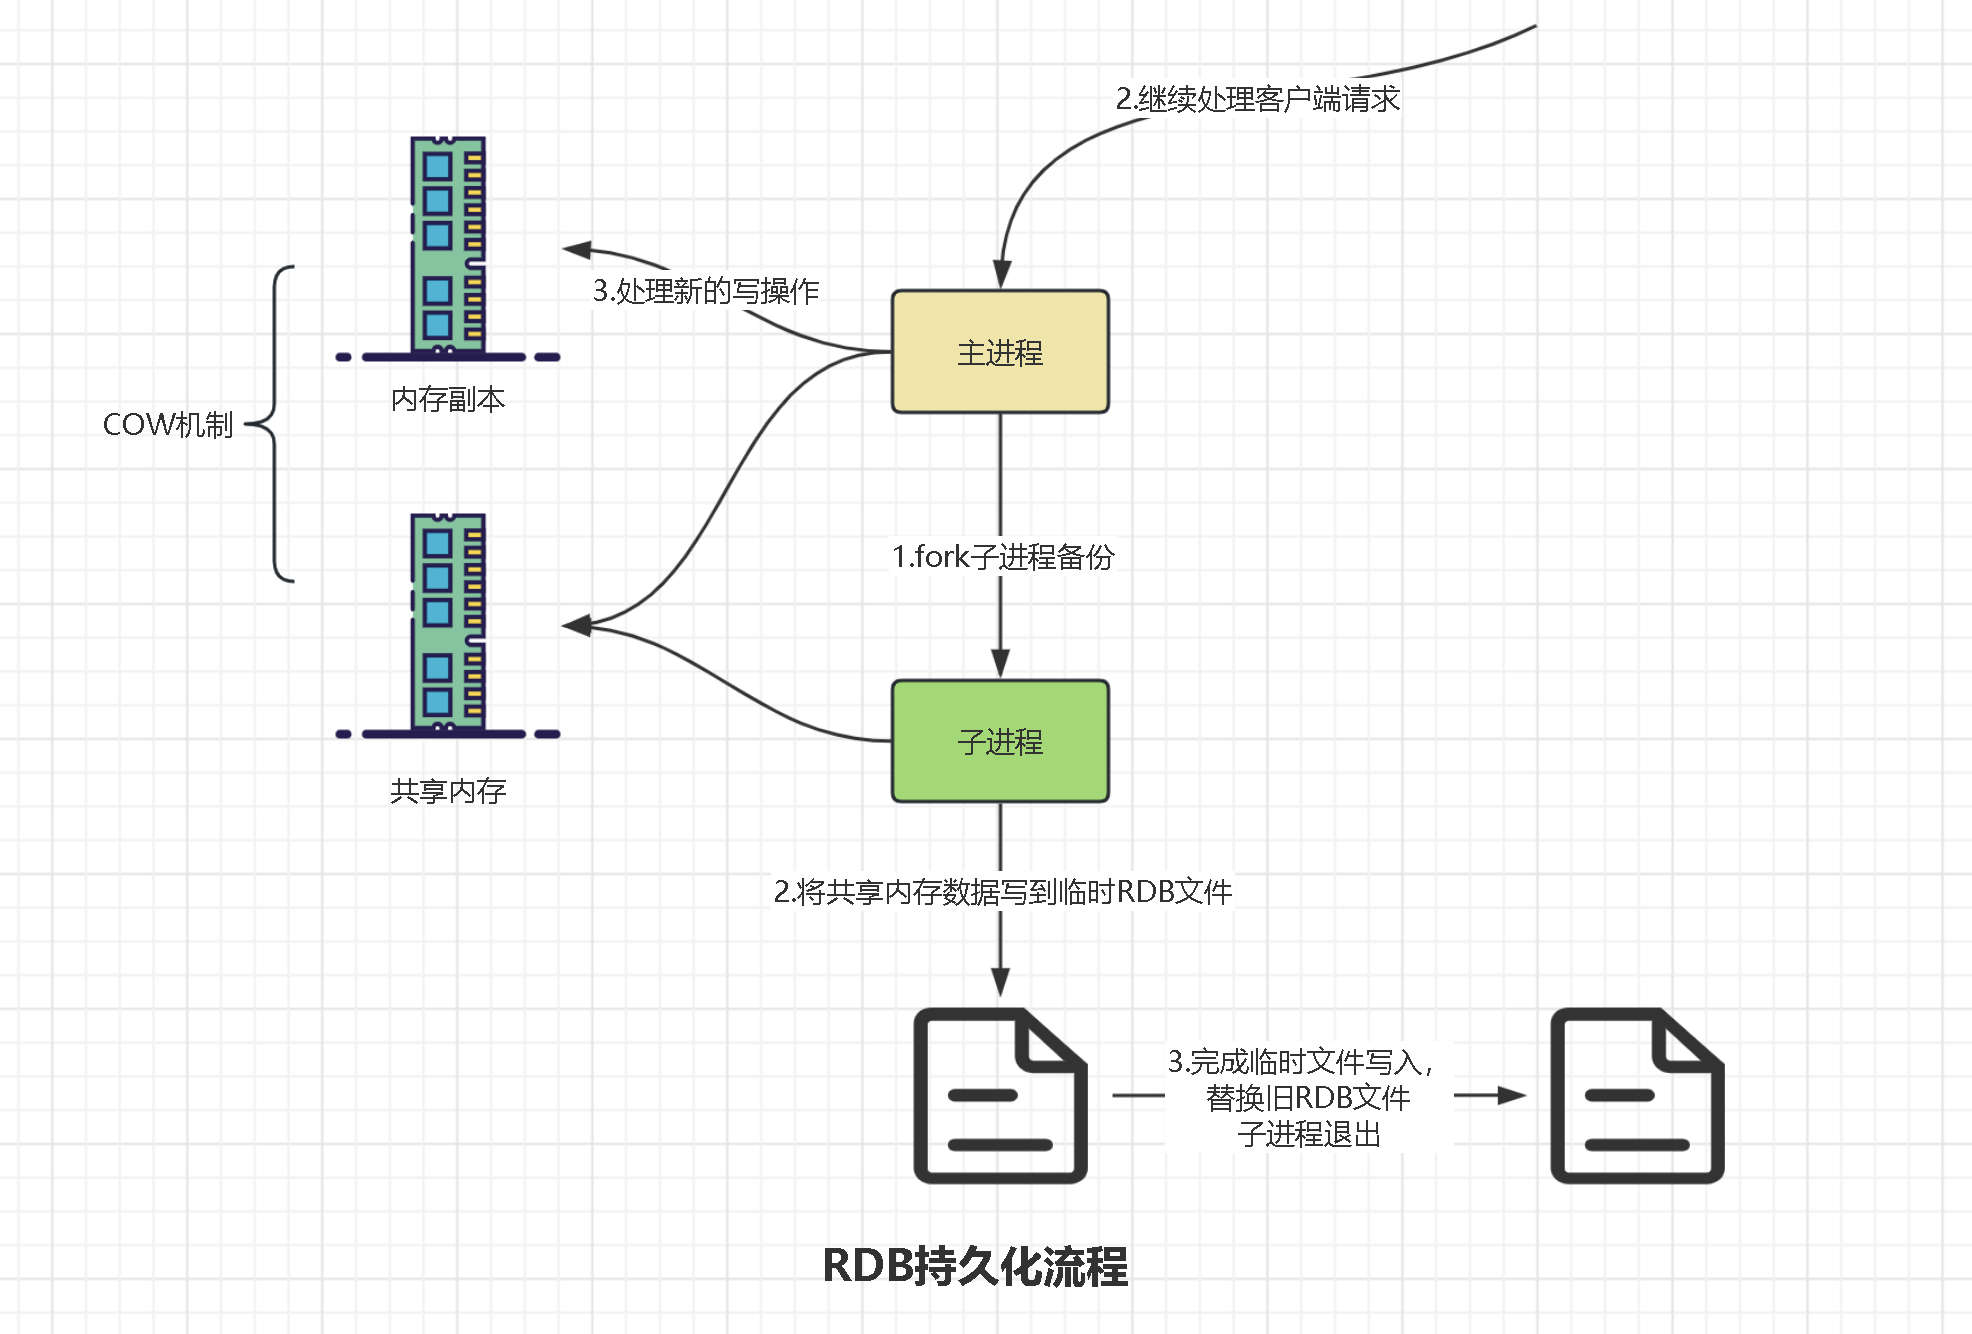 2.继续处理客户端请求
3.处理新的写操作
主进程
内存副本
COW机制
1.fork子进程备份
子进程
共享内存
2.将共享内存数据写到临时RDB文件
3.完成临时文件写入，
替换旧RDB文件
子进程退出
RDB持久化流程